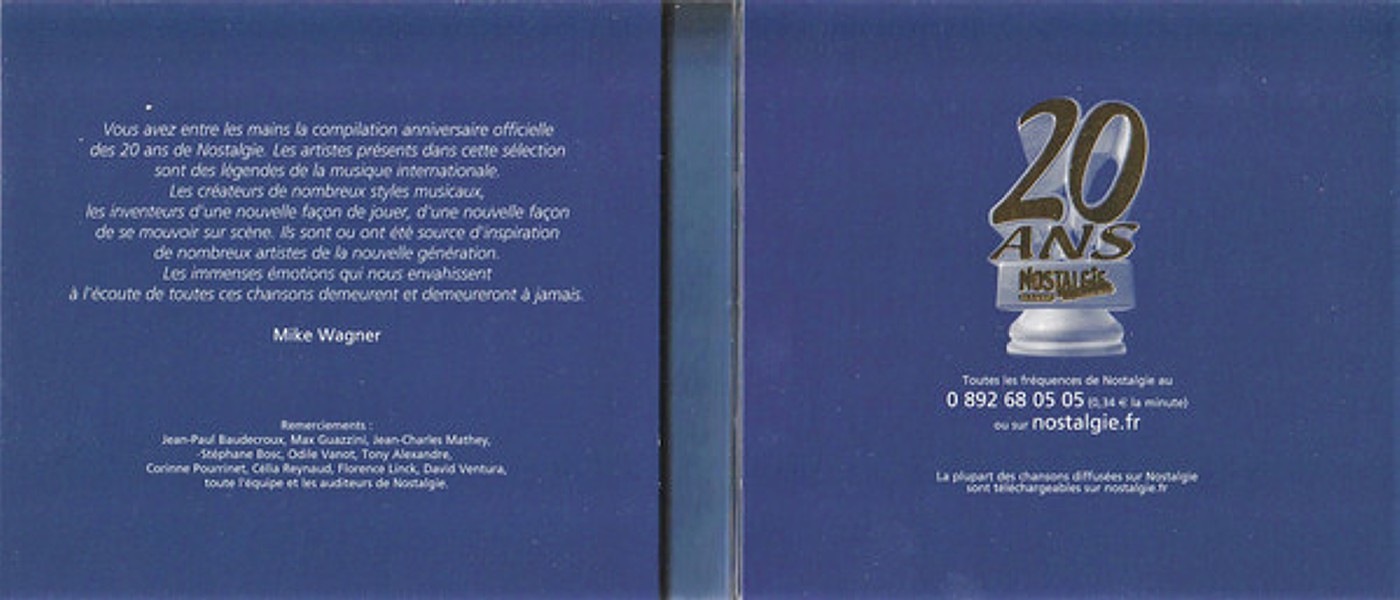 Vous avez entre les mains la compilation anniversaire officielle
des 20 ans de Nostalgie. Les artistes présents dans cette sélection
sont des légendes de la musique internationale.
Les créateurs de nombreux styles musicaux,
les inventeurs d'une nouvelle façon de jouer, d'une nouvelle façon
de se mouvoir sur scène. Ils sont ou ont été source d'inspiration
de nombreux artistes de la nouvelle génération.
Les immenses émotions qui nous envahissent
à l'écoute de toutes ces chansons demeurent et demeureront à jamais.
Mike Wagner
Remerciements :
Jean-Paul Baudecroux, Max Guazzini, Jean-Charles Mathey,
Stéphane Bosc, Odile Vanot, Tony Alexandre,
Corinne Pourrinet, Célia Reynaud, Florence Linck, David Ventura,
toute l'équipe et les auditeurs de Nostalgie.
20
ANS
NOSTALGIE
Toutes les fréquences de Nostalgie au
0 892 68 05 05 (0,34 € la minute)
ou sur nostalgie.fr
La plupart des chansons diffusées sur Nostalgie
sont téléchargeables sur nostalgie.fr